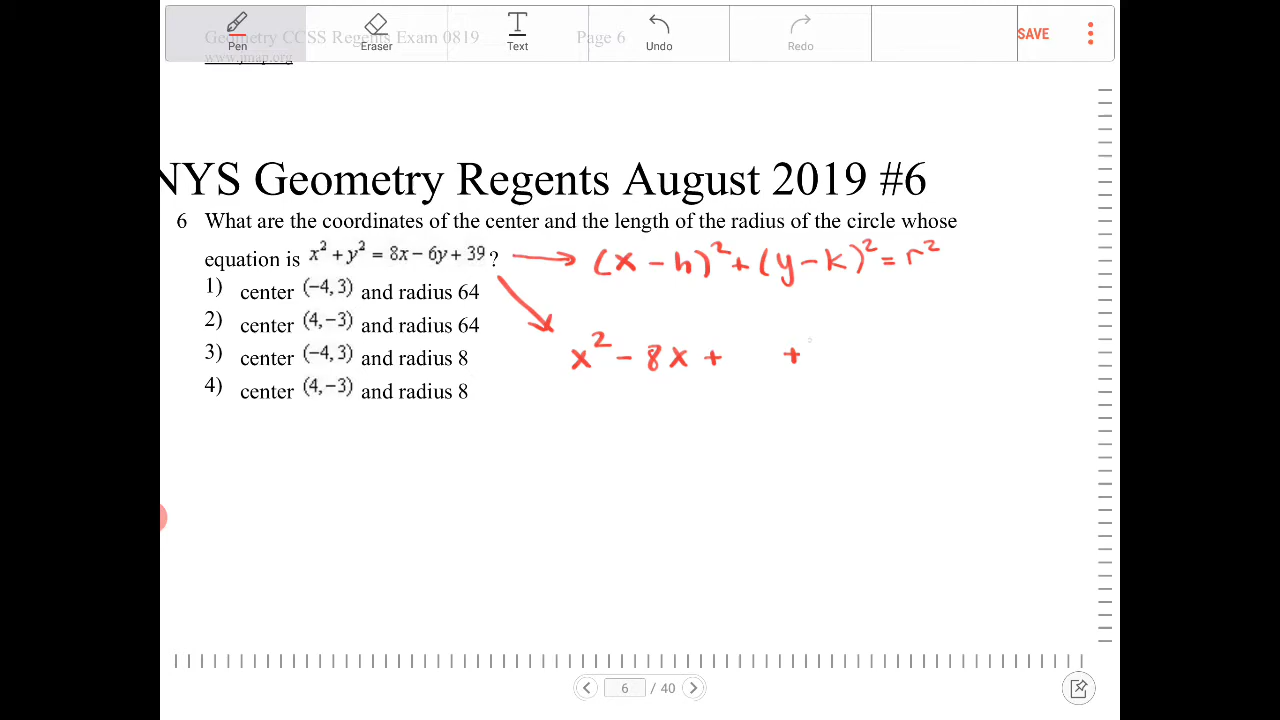 Geometry CCSS Regents Exam 0819 Page 6
www.jmap.org
Pen Eraser Text Undo Redo SAVE
NYS Geometry Regents August 2019 #6
6 What are the coordinates of the center and the length of the radius of the circle whose
equation is x² + y² = 8x − 6y + 39 ? (x − h)² + (y − k)² = r²
1) center (−4, 3) and radius 64
2) center (4, −3) and radius 64
x² − 8x + +
3) center (−4, 3) and radius 8
4) center (4, −3) and radius 8
6 / 40